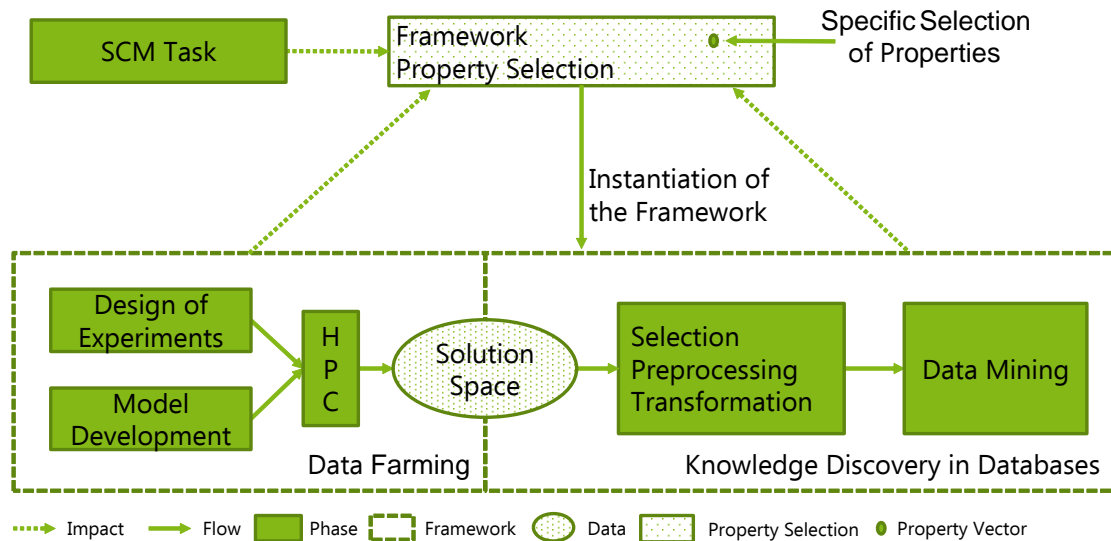 SCM Task
Framework
Property Selection
Specific Selection
of Properties
Instantiation of
the Framework
Design of
Experiments
Model
Development
H
P
C
Solution
Space
Selection
Preprocessing
Transformation
Data Mining
Data Farming
Knowledge Discovery in Databases
Impact
Flow
Phase
Framework
Data
Property Selection
Property Vector